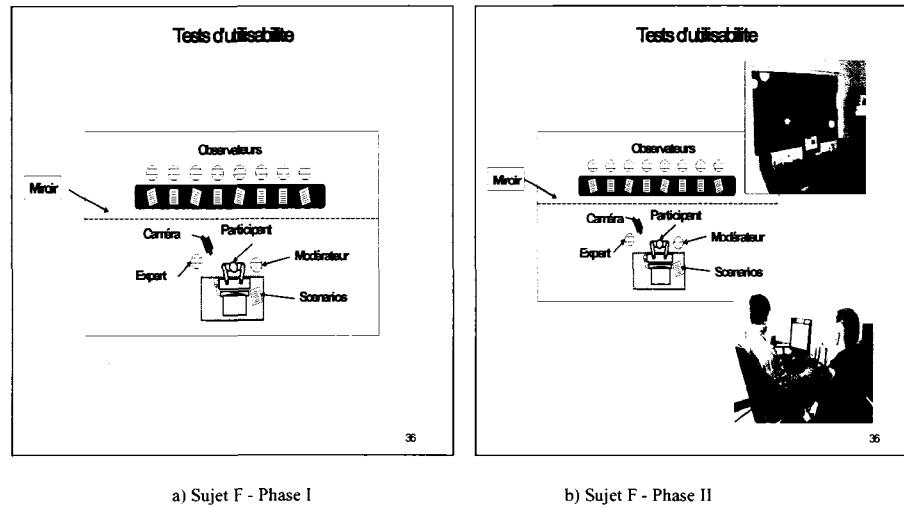 Tests d'utilisabilite
Observateurs
Miroir
Caméra
Participant
Expert
Modérateur
Scenarios
36
Tests d'utilisabilite
Observateurs
Miroir
Caméra
Participant
Expert
Modérateur
Scenarios
36
a) Sujet F - Phase I
b) Sujet F - Phase II